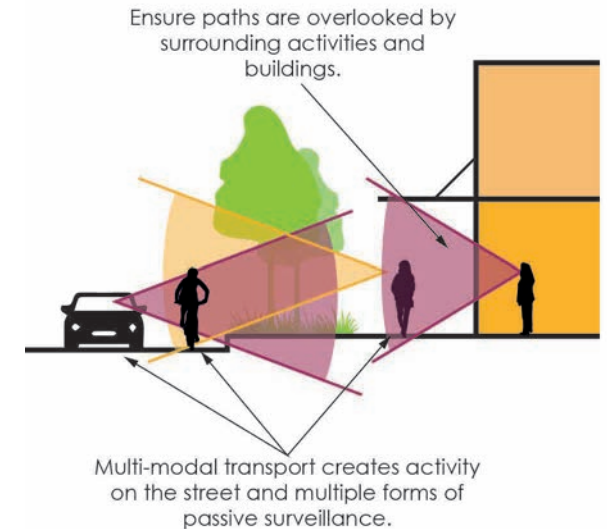 Ensure paths are overlooked by
surrounding activities and
buildings.
Multi-modal transport creates activity
on the street and multiple forms of
passive surveillance.